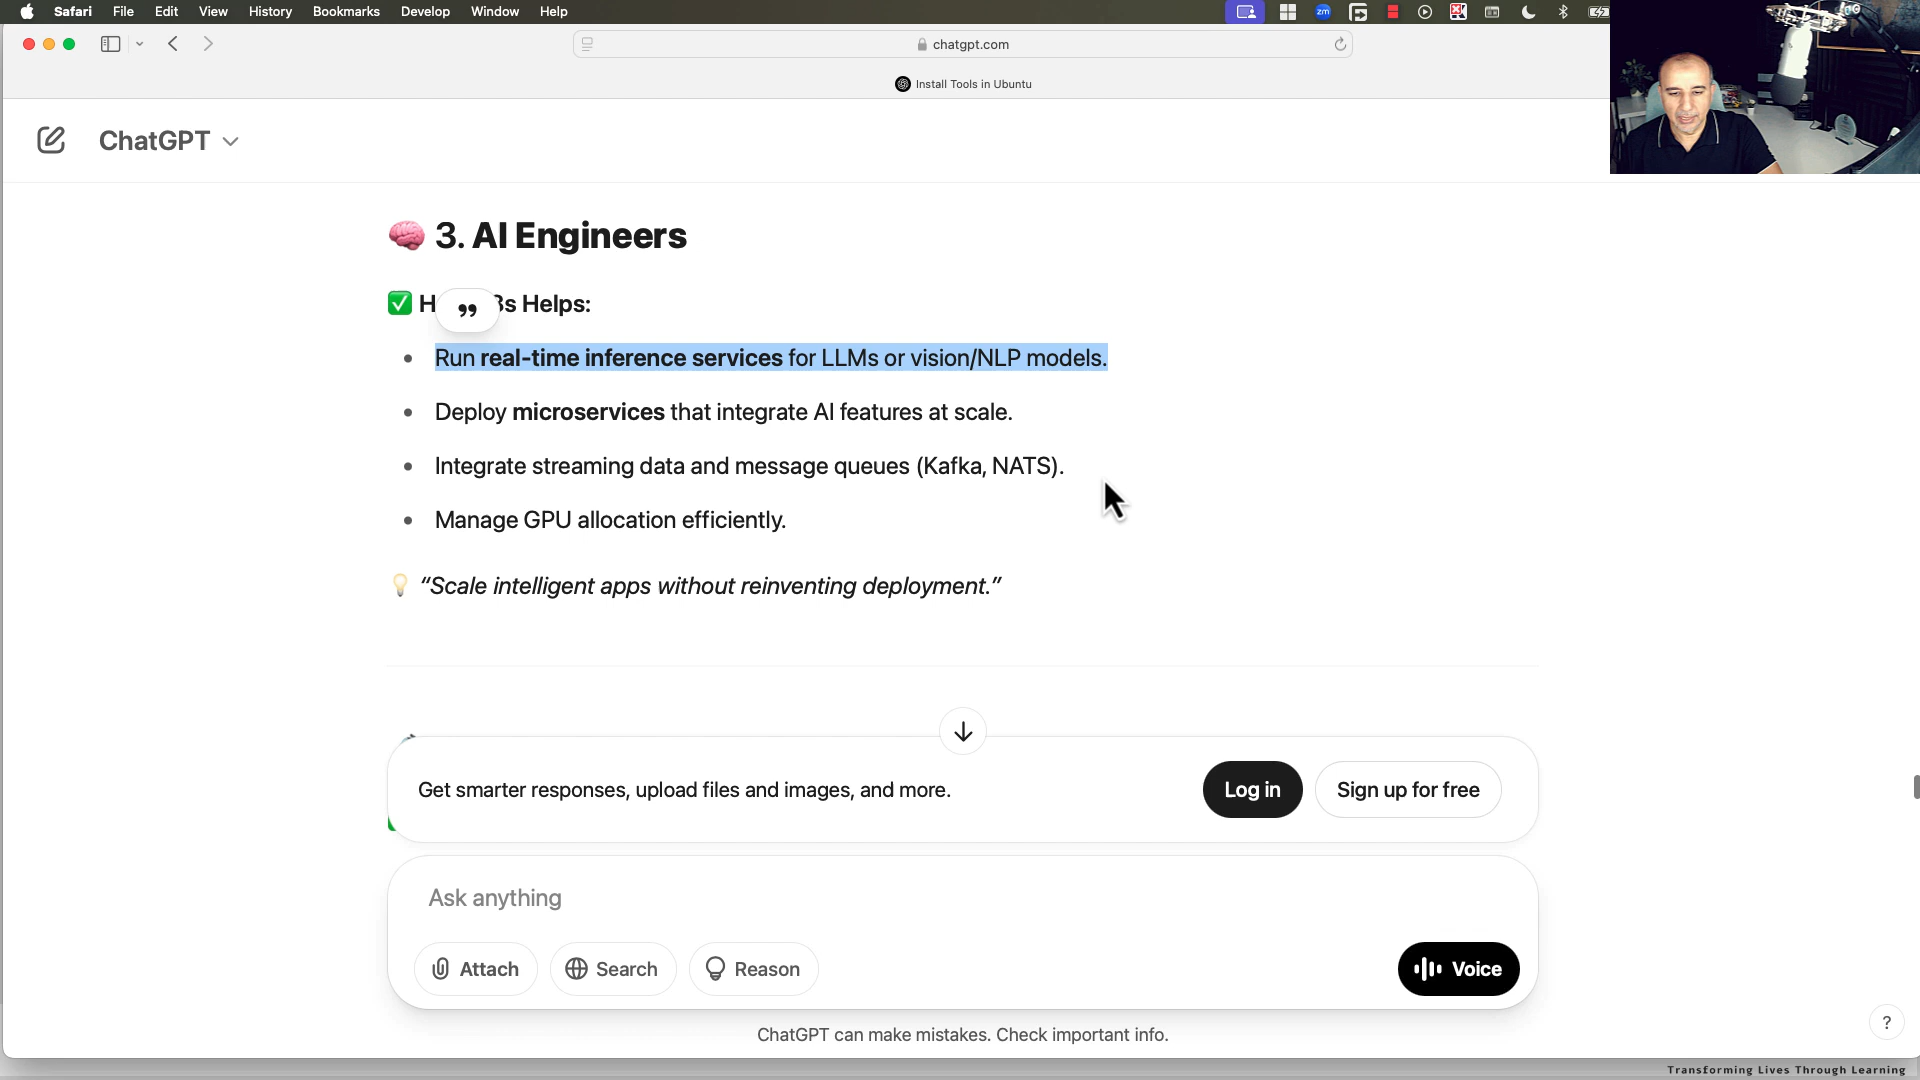 Safari File Edit View History Bookmarks Develop Window Help
zm
chatgpt.com
Install Tools in Ubuntu
ChatGPT
🧠 3. AI Engineers
✅ H 8s Helps:
• Run real-time inference services for LLMs or vision/NLP models.
• Deploy microservices that integrate AI features at scale.
• Integrate streaming data and message queues (Kafka, NATS).
• Manage GPU allocation efficiently.
💡 “Scale intelligent apps without reinventing deployment.”
Get smarter responses, upload files and images, and more.
Log in
Sign up for free
Ask anything
Attach Search Reason
Voice
ChatGPT can make mistakes. Check important info.
?
Transforming Lives Through Learning